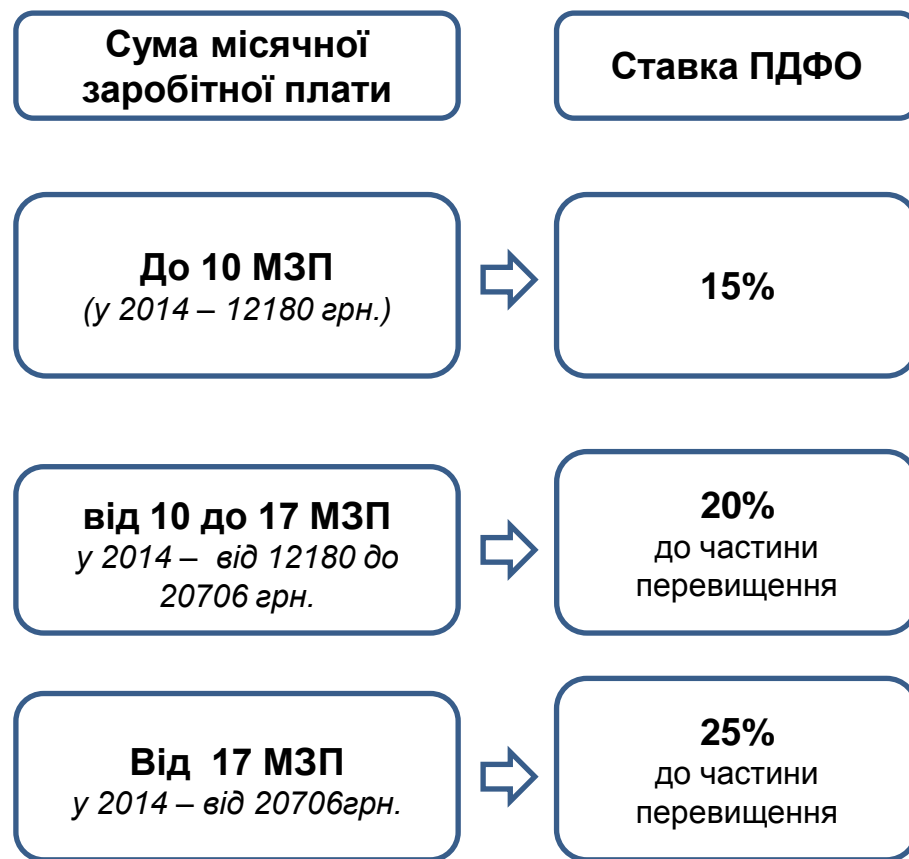 Сума місячної
заробітної плати
Ставка ПДФО
До 10 МЗП
(у 2014 – 12180 грн.)
15%
від 10 до 17 МЗП
у 2014 – від 12180 до
20706 грн.
20%
до частини
перевищення
Від 17 МЗП
у 2014 – від 20706грн.
25%
до частини
перевищення